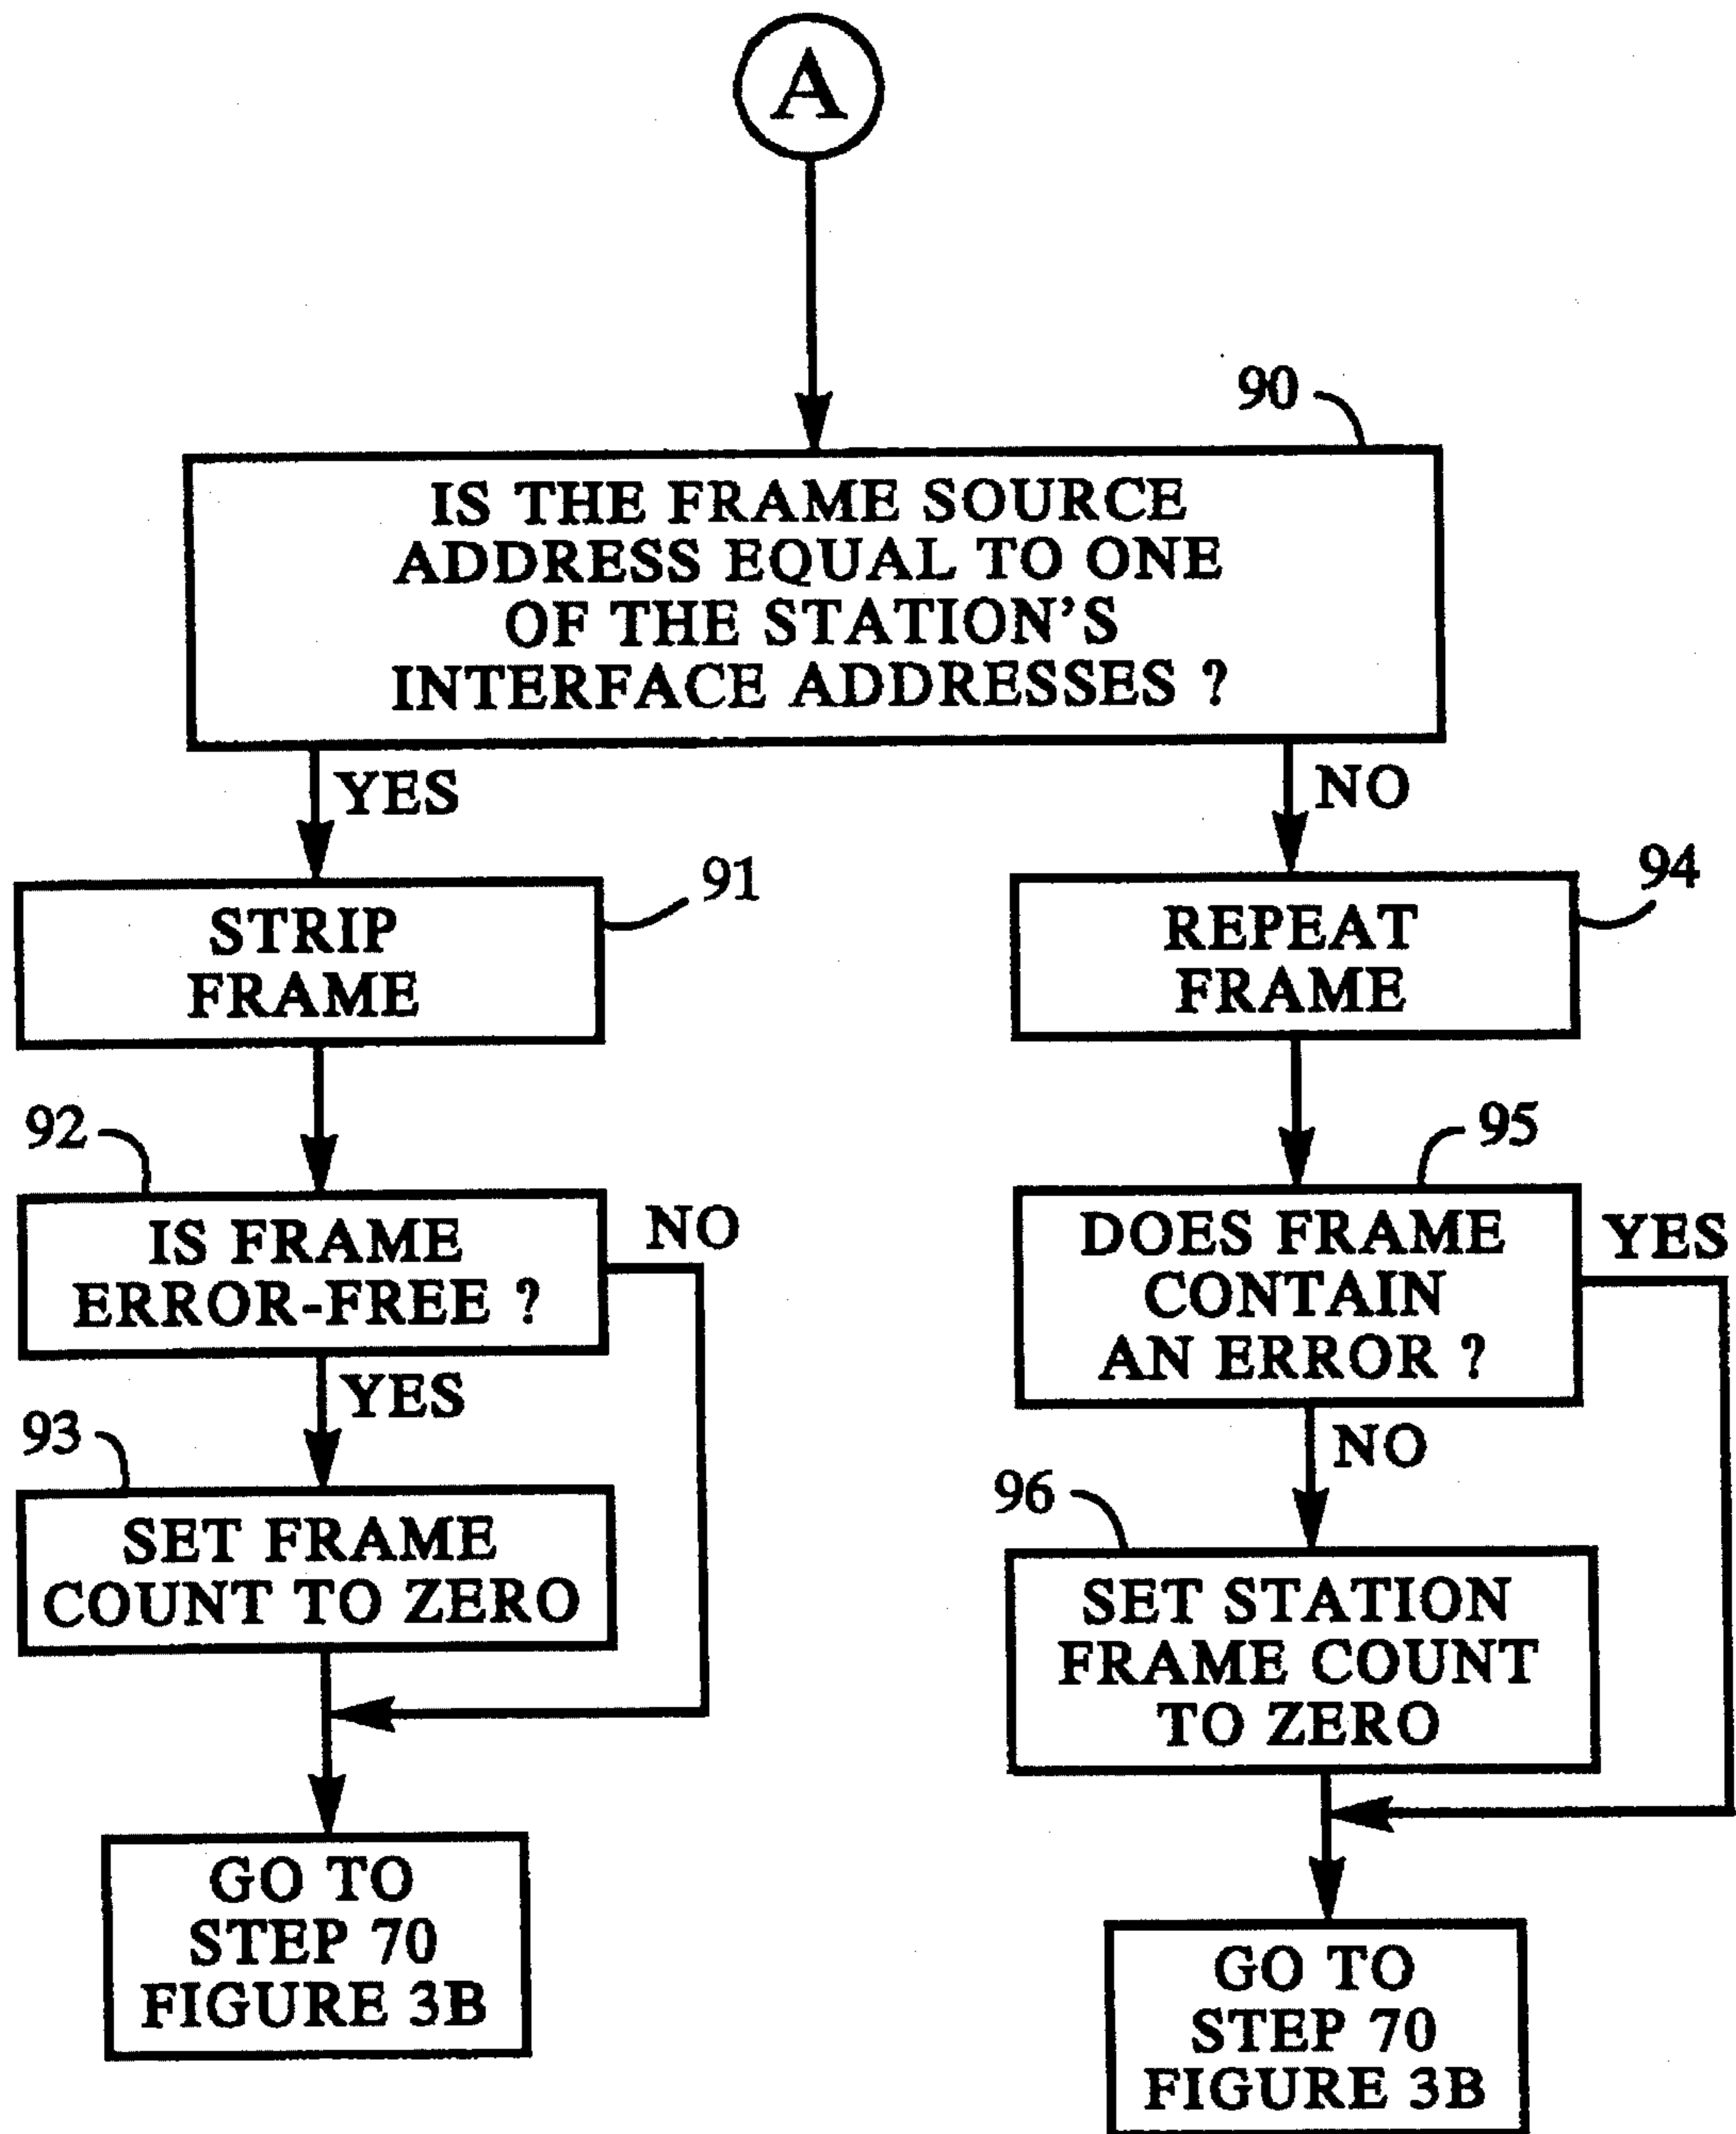 A
90
IS THE FRAME SOURCE
ADDRESS EQUAL TO ONE
OF THE STATION'S
INTERFACE ADDRESSES ?
YES
NO
91
STRIP
FRAME
94
REPEAT
FRAME
92
IS FRAME
ERROR-FREE ?
NO
YES
95
DOES FRAME
CONTAIN
AN ERROR ?
YES
NO
93
SET FRAME
COUNT TO ZERO
96
SET STATION
FRAME COUNT
TO ZERO
GO TO
STEP 70
FIGURE 3B
GO TO
STEP 70
FIGURE 3B